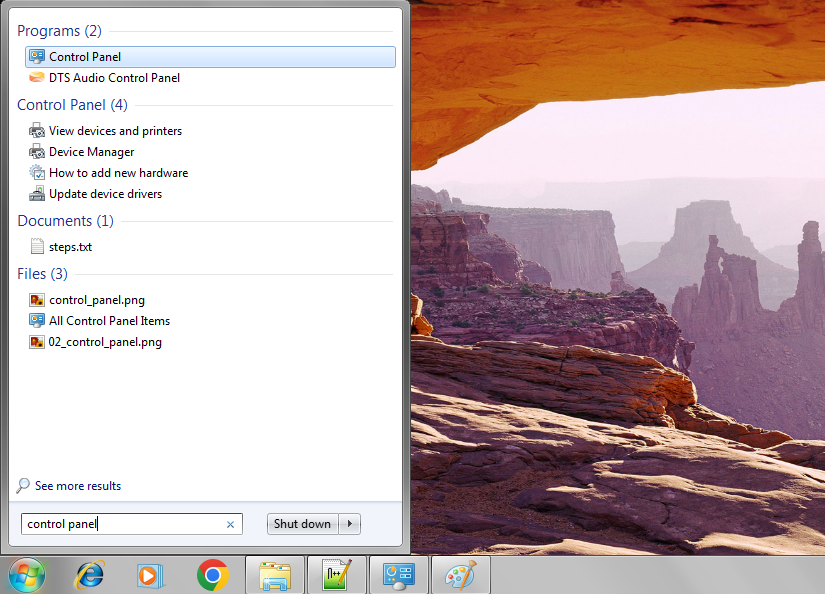 Programs (2)
Control Panel
DTS Audio Control Panel
Control Panel (4)
View devices and printers
Device Manager
How to add new hardware
Update device drivers
Documents (1)
steps.txt
Files (3)
control_panel.png
All Control Panel Items
02_control_panel.png
See more results
control panel
Shut down